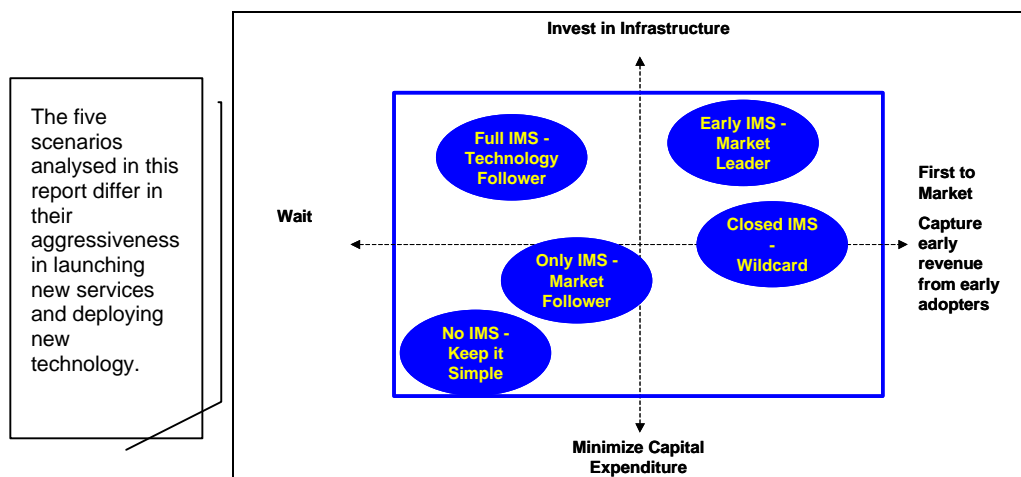 The five
scenarios
analysed in this
report differ in
their
aggressiveness
in launching
new services
and deploying
new
technology.
Invest in Infrastructure
Full IMS -
Technology
Follower
Early IMS -
Market
Leader
First to
Market
Wait
Closed IMS
-
Wildcard
Capture
early
revenue
from early
adopters
Only IMS -
Market
Follower
No IMS -
Keep it
Simple
Minimize Capital
Expenditure